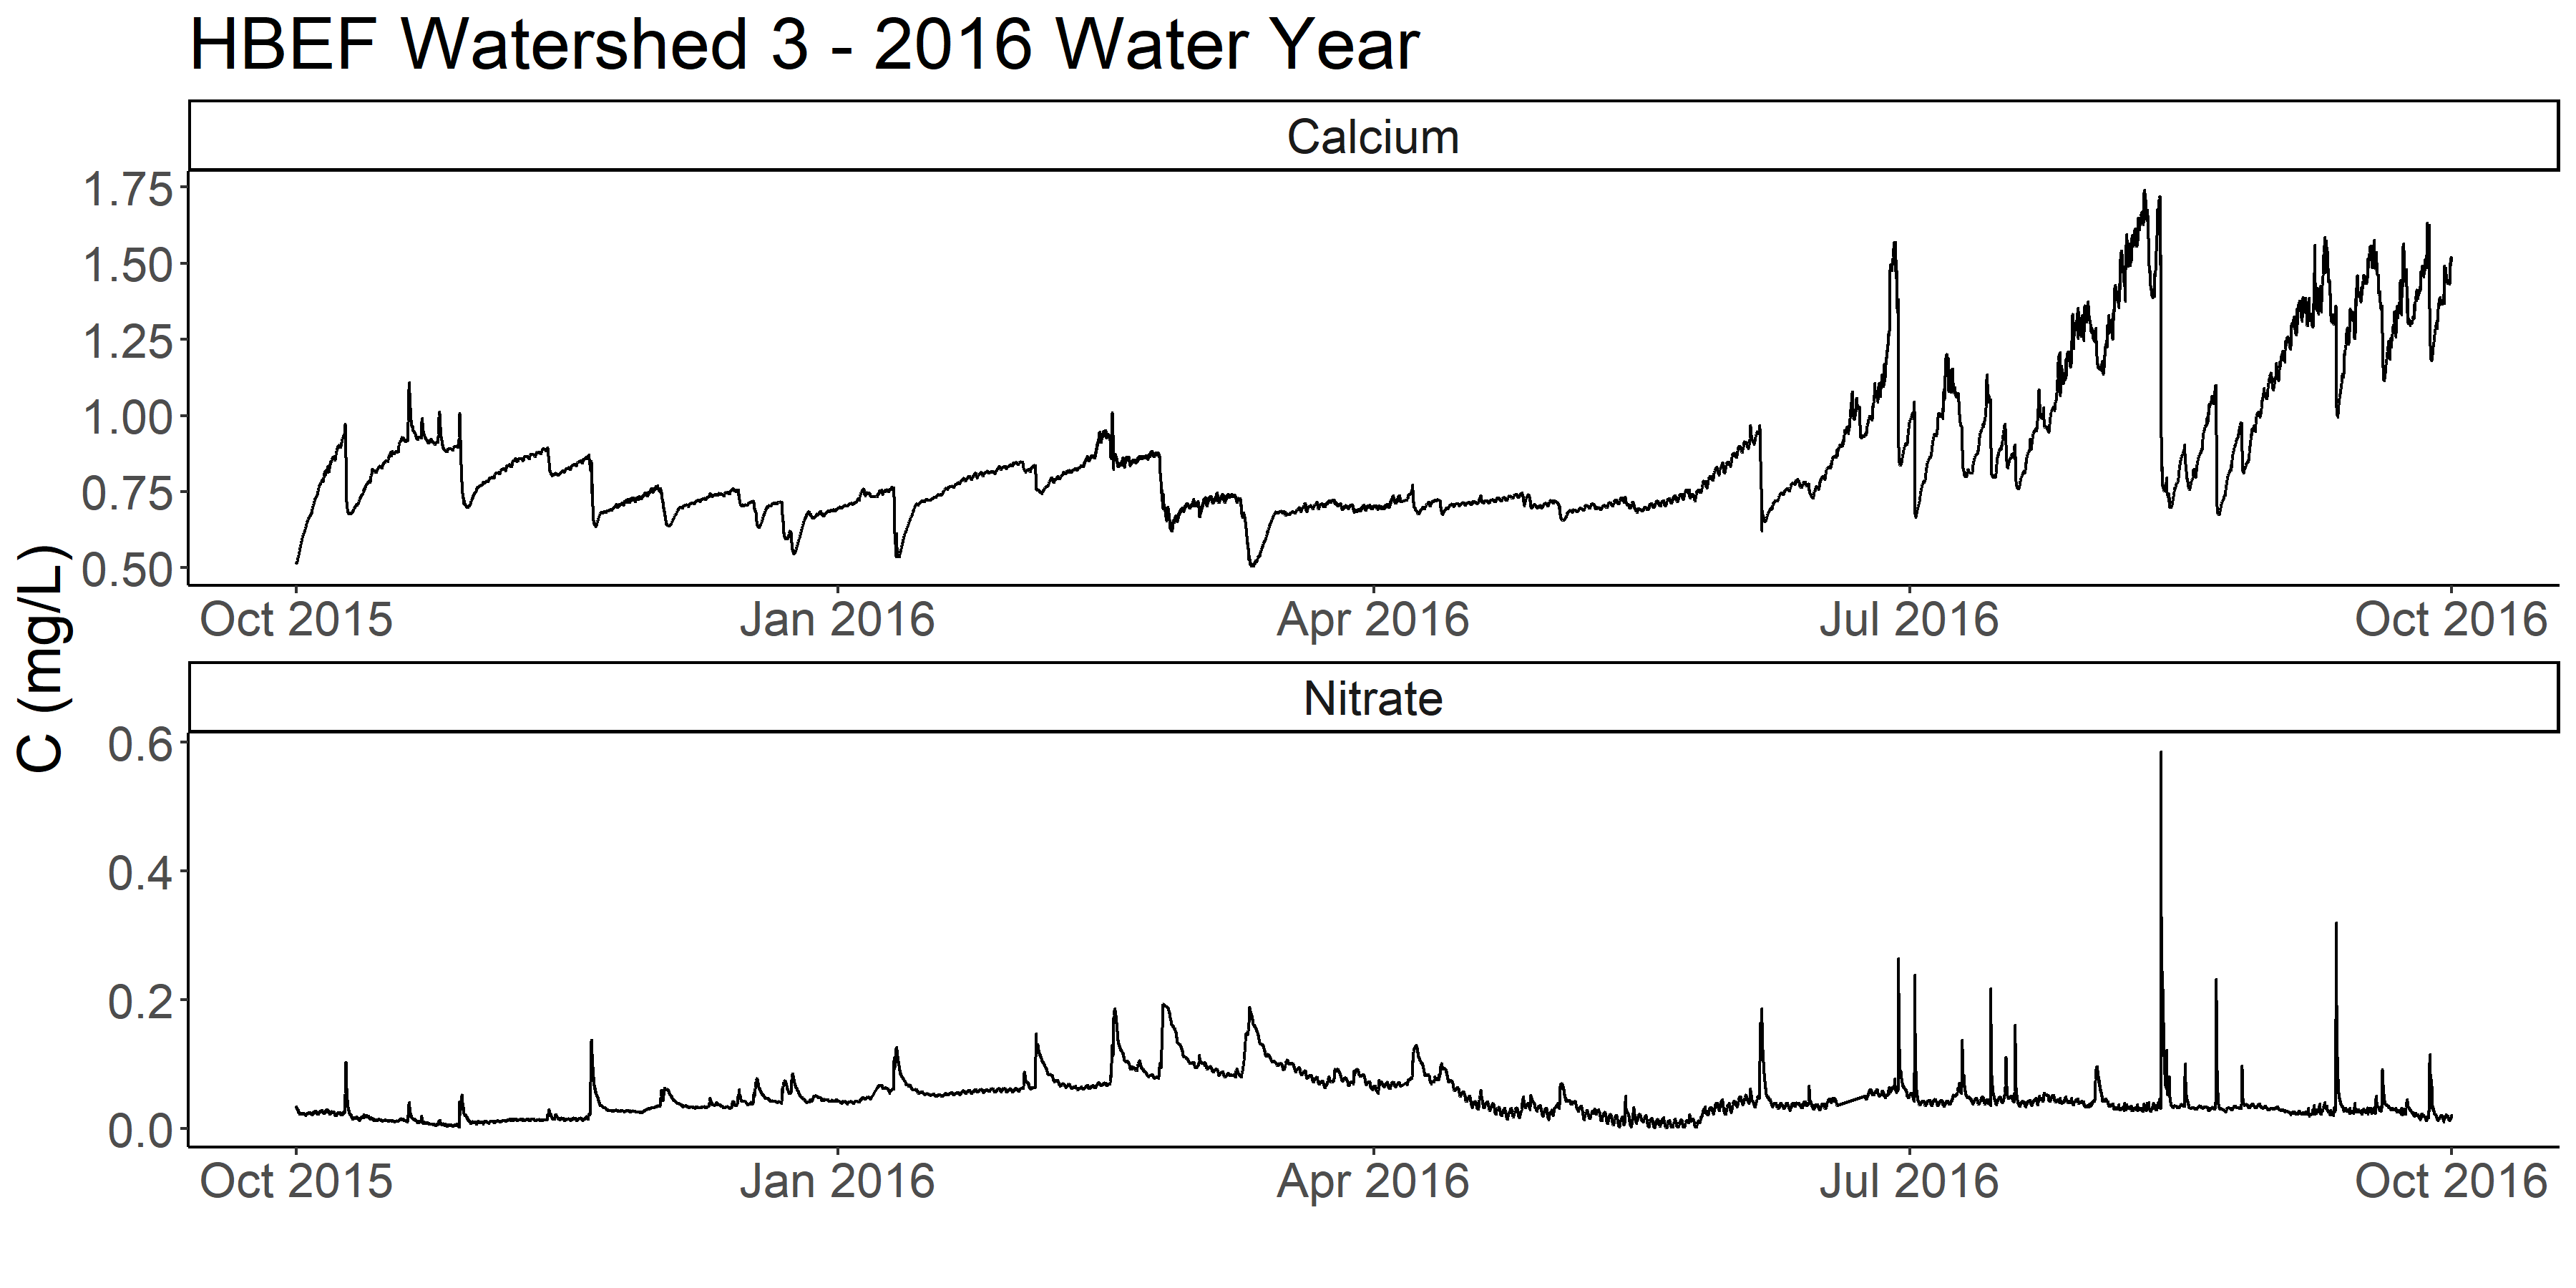 HBEF Watershed 3 - 2016 Water Year
Calcium
1.75
1.50
1.25
1.00
0.75
0.50
Oct 2015 Jan 2016 Apr 2016 Jul 2016 Oct 2016
C (mg/L)
Nitrate
0.6
0.4
0.2
0.0
Oct 2015 Jan 2016 Apr 2016 Jul 2016 Oct 2016